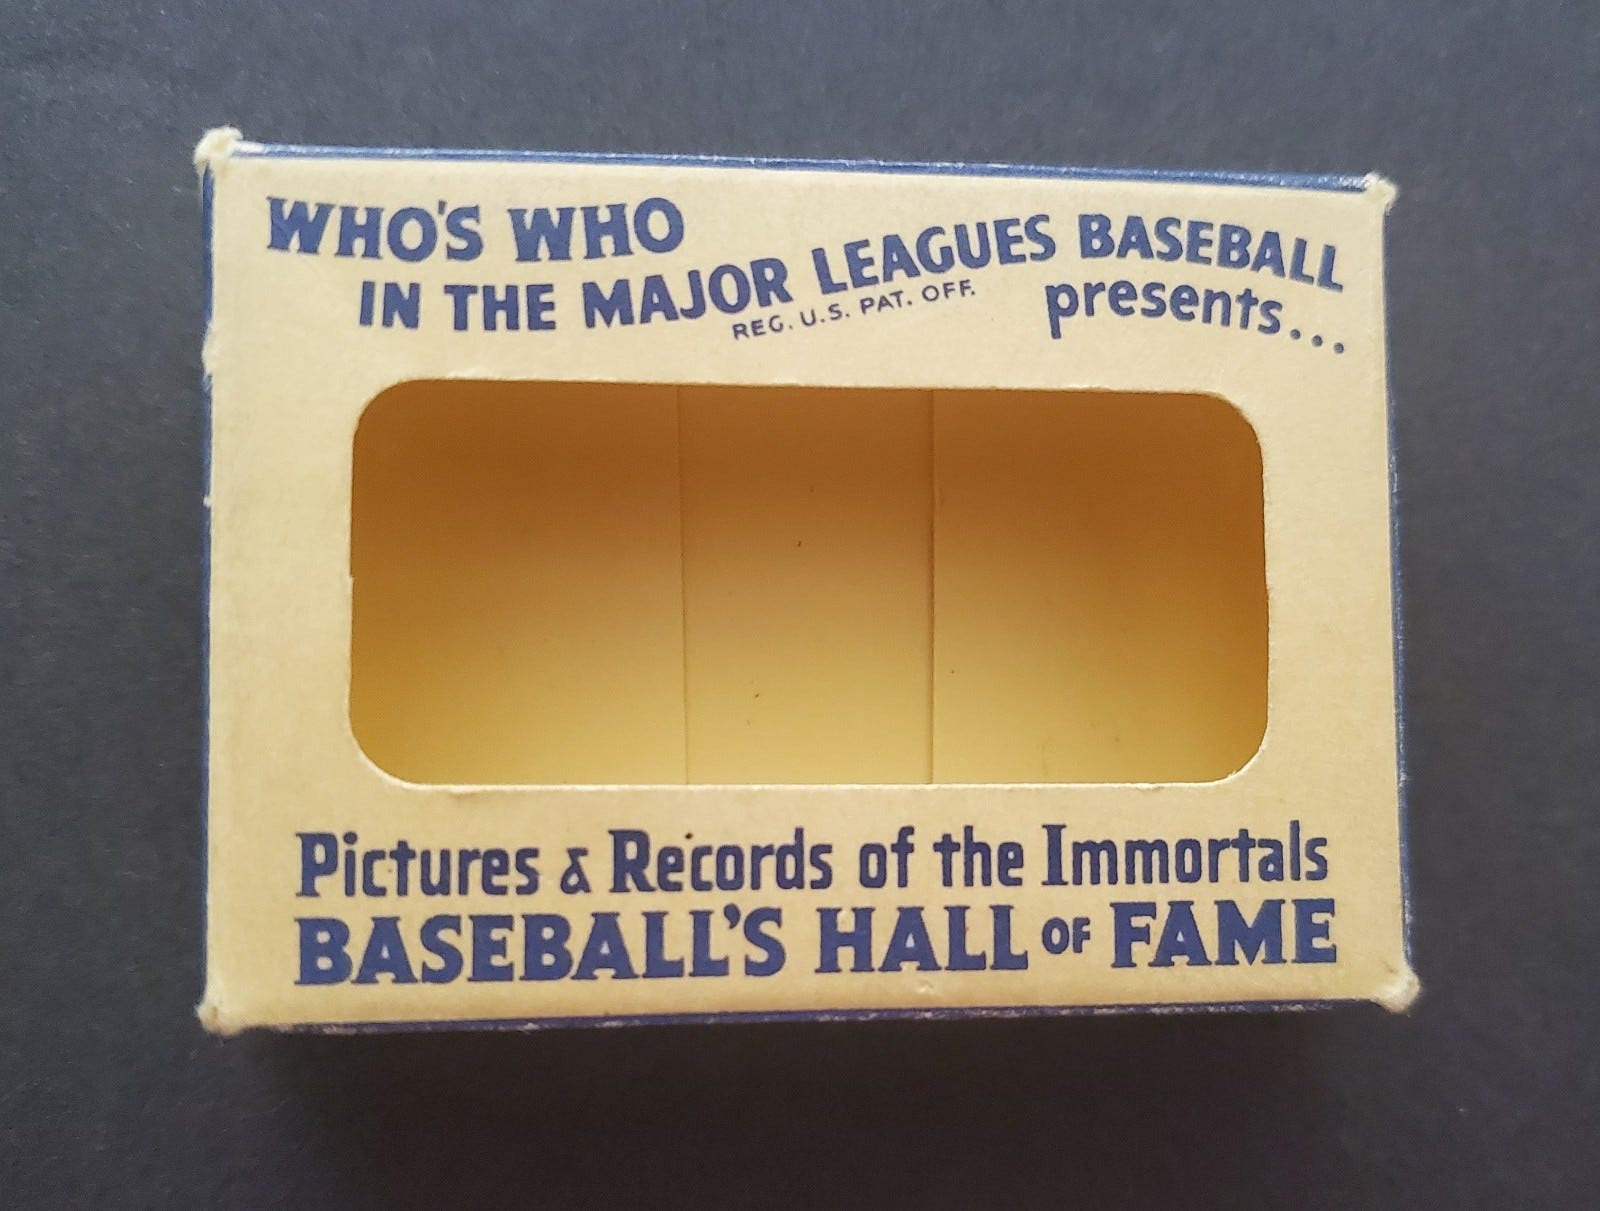 WHO'S WHO
IN THE MAJOR LEAGUES BASEBALL
REG. U.S. PAT. OFF.
presents...
Pictures & Records of the Immortals
BASEBALL'S HALL OF FAME